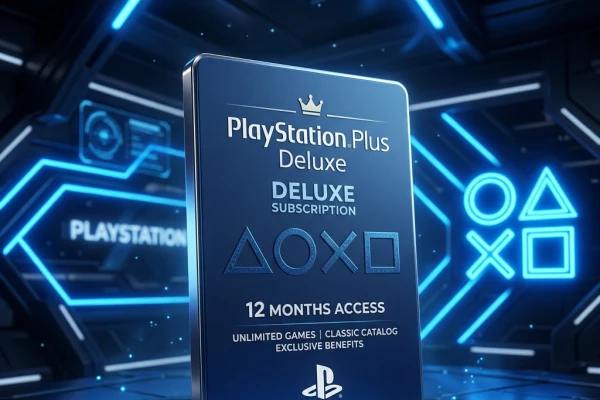 PlayStation®Plus
Deluxe
DELUXE
SUBSCRIPTION
12 MONTHS ACCESS
UNLIMITED GAMES | CLASSIC CATALOG
EXCLUSIVE BENEFITS
PLAYSTATION